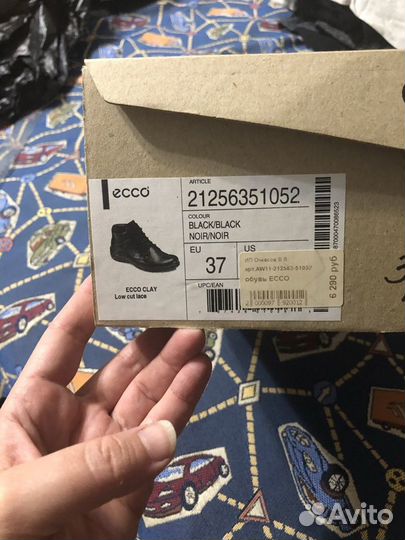 ecco
ARTICLE
21256351052
COLOUR
BLACK/BLACK
NOIR/NOIR
EU
US
37
UPC/EAN
ECCO CLAY
Low cut lace
обувь ECCO
6 290 руб
Avito